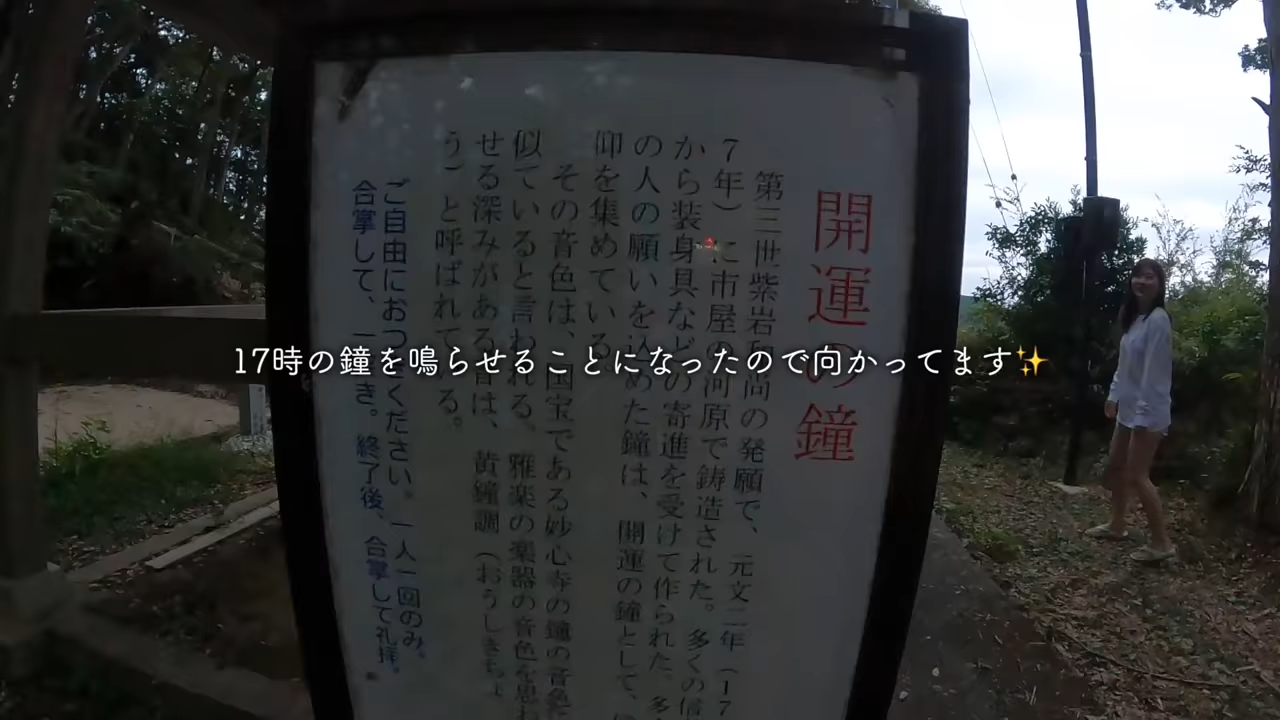 開運の鐘
第三世紫岩和尚の発願で、元文二年（17
7年）に市屋の河原で鋳造された。多くの信
から装身具などの寄進を受けて作られた。多
の人の願いを込めた鐘は、開運の鐘として、
仰を集めている。
その音色は、国宝である妙心寺の鐘の音色に
似ていると言われる。雅楽の楽器の音色を思わ
せる深みがある音は、黄鐘調（おうしきちょ
う）と呼ばれている。
ご自由におつきください。一人一回のみ。
合掌して、一 き。終了後、合掌して礼拝。
17時の鐘を鳴らせることになったので向かってます✨